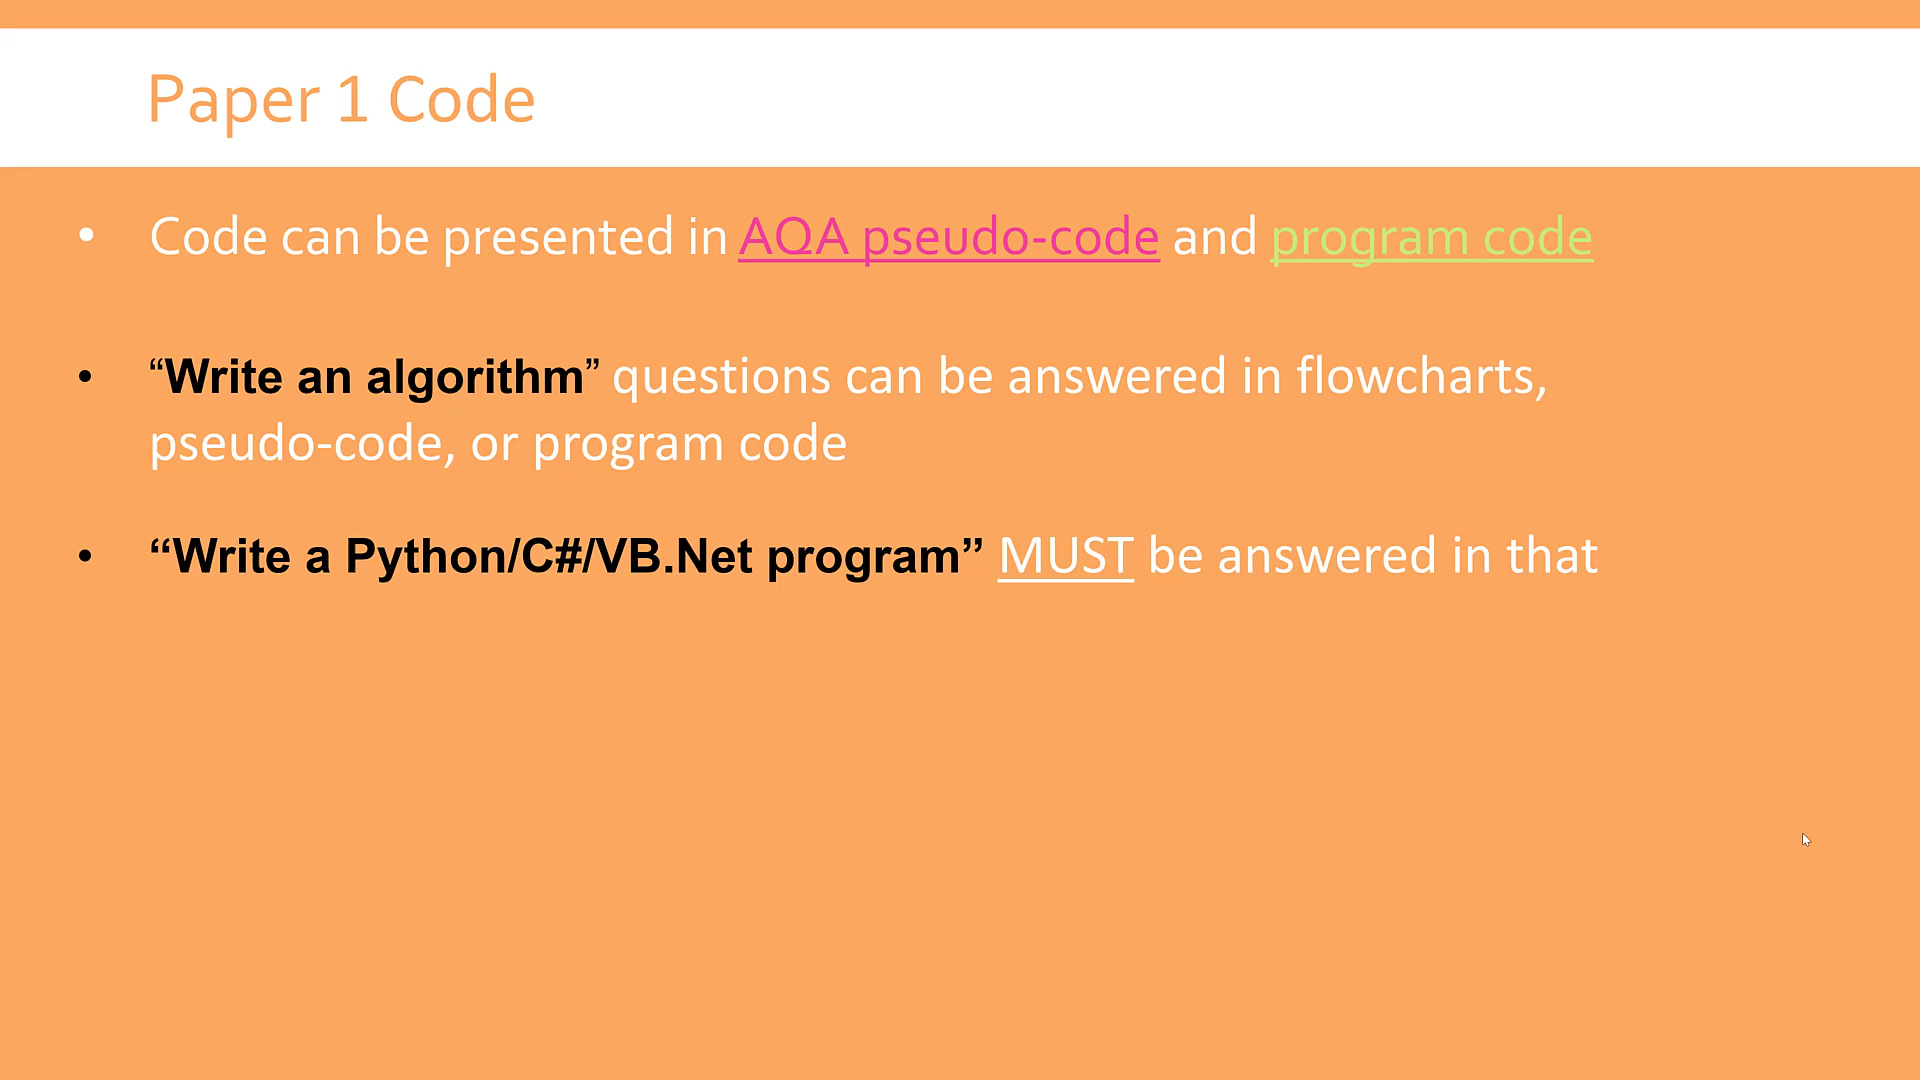 Paper 1 Code
• Code can be presented in AQA pseudo-code and program code
• “Write an algorithm” questions can be answered in flowcharts,
pseudo-code, or program code
• “Write a Python/C#/VB.Net program” MUST be answered in that